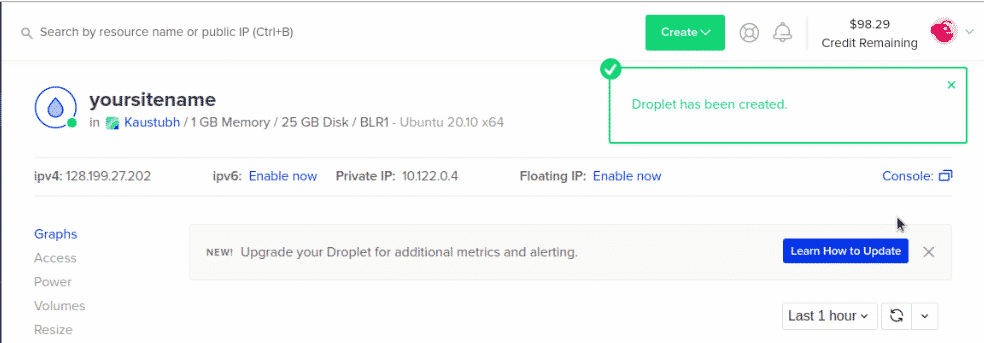 Search by resource name or public IP (Ctrl+B)
Create
$98.29
Credit Remaining
Droplet has been created.
yoursitename
in Kaustubh / 1 GB Memory / 25 GB Disk / BLR1 - Ubuntu 20.10 x64
ipv4: 128.199.27.202 ipv6: Enable now Private IP: 10.122.0.4 Floating IP: Enable now Console:
Graphs
Access
Power
Volumes
Resize
NEW! Upgrade your Droplet for additional metrics and alerting. Learn How to Update
Last 1 hour